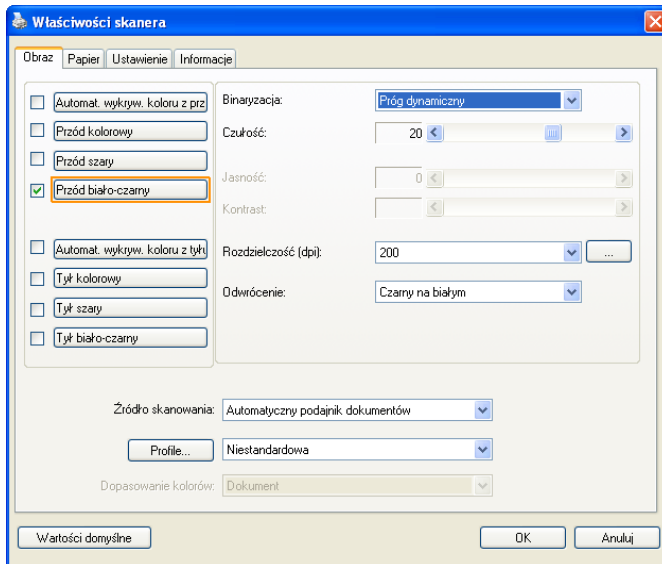 Właściwości skanera
Obraz Papier Ustawienie Informacje
Automat. wykryw. koloru z prz
Przód kolorowy
Przód szary
Przód biało-czarny
Automat. wykryw. koloru z tyłu
Tył kolorowy
Tył szary
Tył biało-czarny
Binaryzacja: Próg dynamiczny
Czułość: 20
Jasność: 0
Kontrast:
Rozdzielczość (dpi): 200 ...
Odwrócenie: Czarny na białym
Źródło skanowania: Automatyczny podajnik dokumentów
Profile... Niestandardowa
Dopasowanie kolorów: Dokument
Wartości domyślne OK Anuluj